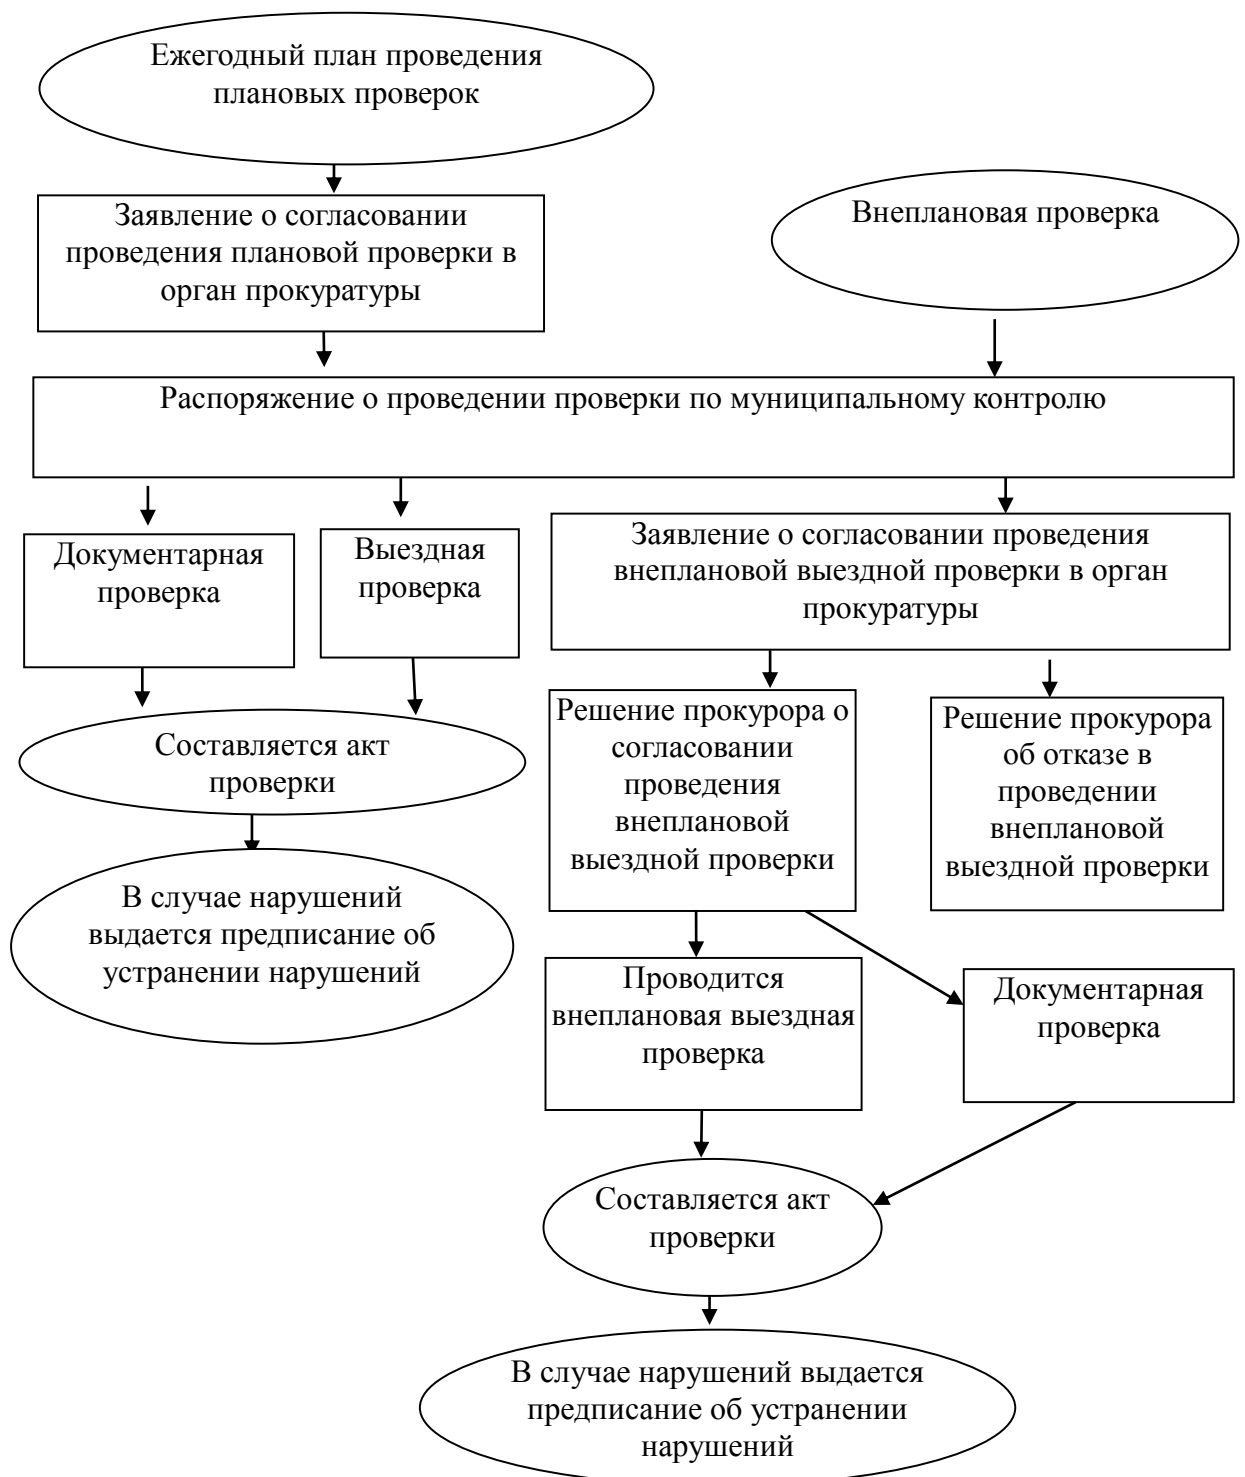 Ежегодный план проведения
плановых проверок
Заявление о согласовании
проведения плановой проверки в
орган прокуратуры
Внеплановая проверка
Распоряжение о проведении проверки по муниципальному контролю
Документарная
проверка
Выездная
проверка
Заявление о согласовании проведения
внеплановой выездной проверки в орган
прокуратуры
Составляется акт
проверки
Решение прокурора о
согласовании
проведения
внеплановой
выездной проверки
Решение прокурора
об отказе в
проведении
внеплановой
выездной проверки
В случае нарушений
выдается предписание об
устранении нарушений
Проводится
внеплановая выездная
проверка
Документарная
проверка
Составляется акт
проверки
В случае нарушений выдается
предписание об устранении
нарушений